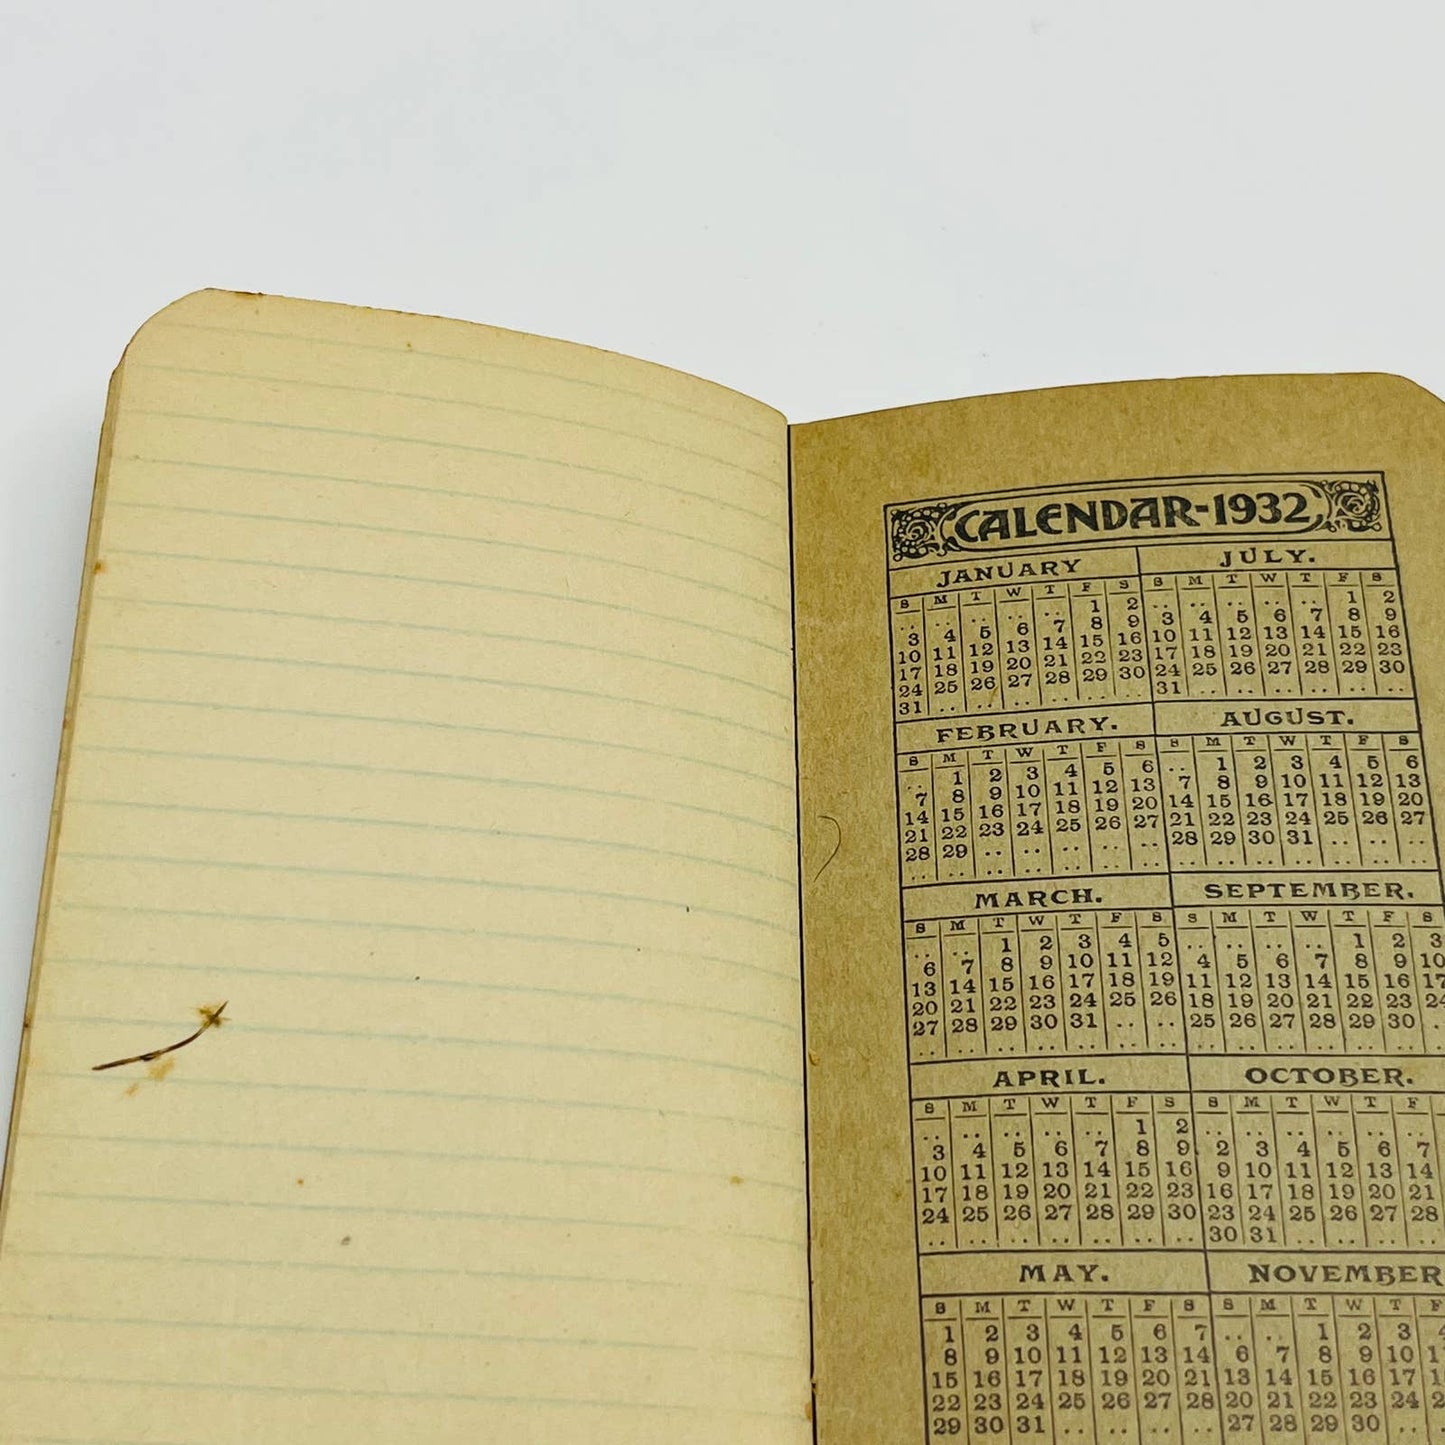 CALENDAR-1932
JANUARY
S M T W T F S
.. .. .. .. .. 1 2
3 4 5 6 7 8 9
10 11 12 13 14 15 16
17 18 19 20 21 22 23
24 25 26 27 28 29 30
31 .. .. .. .. .. ..
JULY.
S M T W T F S
.. .. .. .. .. 1 2
3 4 5 6 7 8 9
10 11 12 13 14 15 16
17 18 19 20 21 22 23
24 25 26 27 28 29 30
31 .. .. .. .. .. ..
FEBRUARY.
S M T W T F S
.. 1 2 3 4 5 6
7 8 9 10 11 12 13
14 15 16 17 18 19 20
21 22 23 24 25 26 27
28 29 .. .. .. .. ..
.. .. .. .. .. .. ..
AUGUST.
S M T W T F S
.. 1 2 3 4 5 6
7 8 9 10 11 12 13
14 15 16 17 18 19 20
21 22 23 24 25 26 27
28 29 30 31 .. .. ..
.. .. .. .. .. .. ..
MARCH.
S M T W T F S
.. .. 1 2 3 4 5
6 7 8 9 10 11 12
13 14 15 16 17 18 19
20 21 22 23 24 25 26
27 28 29 30 31 .. ..
.. .. .. .. .. .. ..
SEPTEMBER.
S M T W T F S
.. .. .. .. 1 2 3
4 5 6 7 8 9 10
11 12 13 14 15 16 17
18 19 20 21 22 23 24
25 26 27 28 29 30 ..
.. .. .. .. .. .. ..
APRIL.
S M T W T F S
.. .. .. .. .. 1 2
3 4 5 6 7 8 9
10 11 12 13 14 15 16
17 18 19 20 21 22 23
24 25 26 27 28 29 30
.. .. .. .. .. .. ..
OCTOBER.
S M T W T F
.. .. .. .. .. ..
2 3 4 5 6 7
9 10 11 12 13 14
16 17 18 19 20 21
23 24 25 26 27 28
30 31 .. .. .. ..
MAY.
S M T W T F S
1 2 3 4 5 6 7
8 9 10 11 12 13 14
15 16 17 18 19 20 21
22 23 24 25 26 27 28
29 30 31 .. .. .. ..
NOVEMBER
S M T W T F
.. .. 1 2 3 4
6 7 8 9 10
13 14 15 16 17
20 21 22 23 24
27 28 29 30 ..